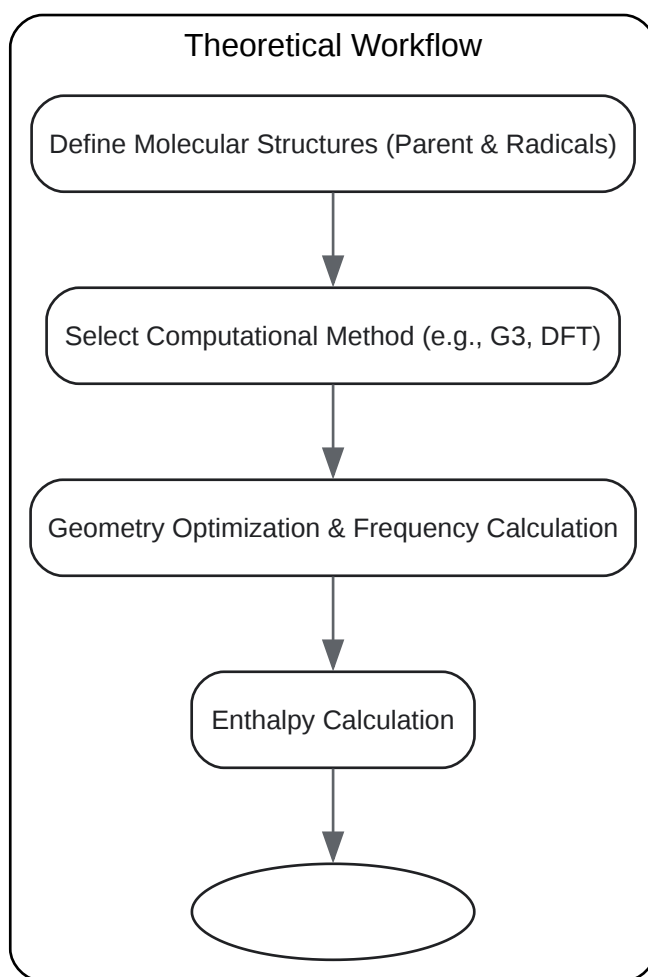 Theoretical Workflow
Define Molecular Structures (Parent & Radicals)
Select Computational Method (e.g., G3, DFT)
Geometry Optimization & Frequency Calculation
Enthalpy Calculation